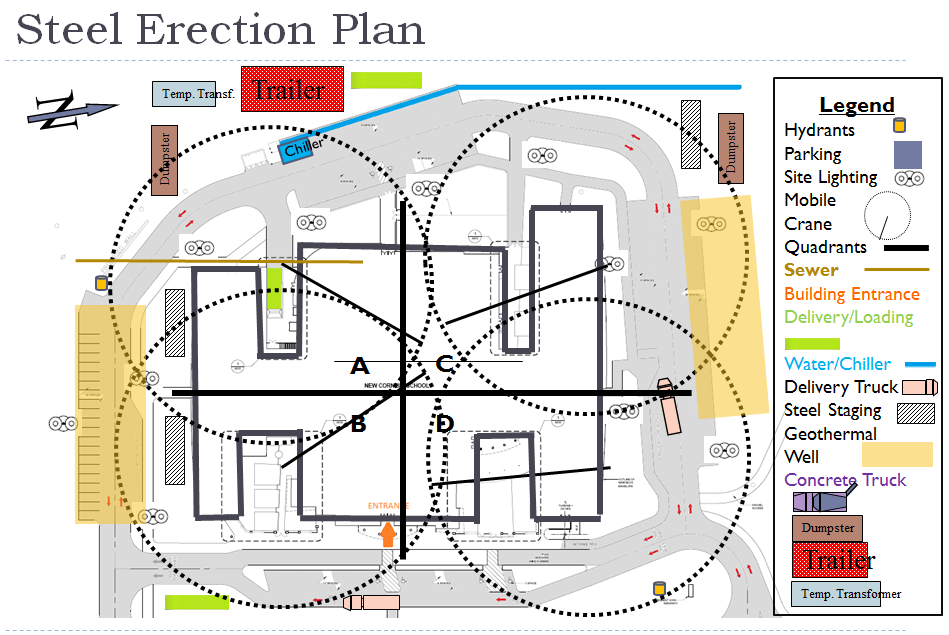 Steel Erection Plan
Temp. Transf.
Trailer
N
Chiller
Dumpster
Dumpster
A
C
NEW CORNING SCHOOLS
B
D
ENTRANCE
Legend
Hydrants
Parking
Site Lighting
Mobile
Crane
Quadrants
Sewer
Building Entrance
Delivery/Loading
Water/Chiller
Delivery Truck
Steel Staging
Geothermal
Well
Concrete Truck
Dumpster
Trailer
Temp. Transformer